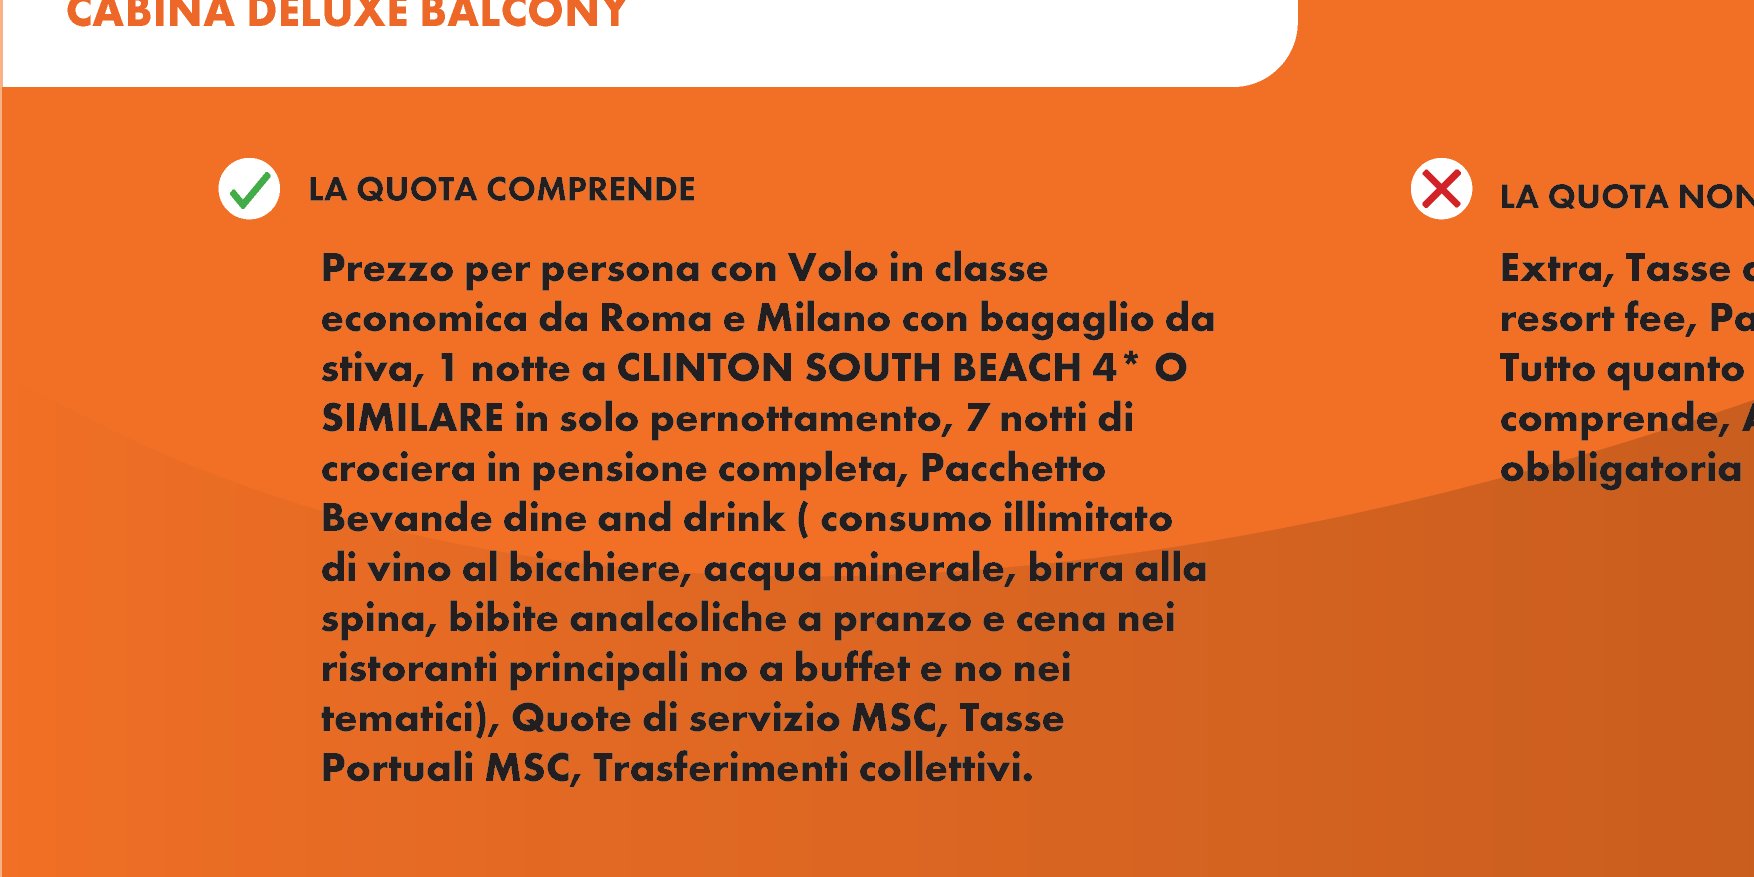 CABINA DELUXE BALCONY
LA QUOTA COMPRENDE
Prezzo per persona con Volo in classe
economica da Roma e Milano con bagaglio da
stiva, 1 notte a CLINTON SOUTH BEACH 4* O
SIMILARE in solo pernottamento, 7 notti di
crociera in pensione completa, Pacchetto
Bevande dine and drink ( consumo illimitato
di vino al bicchiere, acqua minerale, birra alla
spina, bibite analcoliche a pranzo e cena nei
ristoranti principali no a buffet e no nei
tematici), Quote di servizio MSC, Tasse
Portuali MSC, Trasferimenti collettivi.
LA QUOTA NON
Extra, Tasse
resort fee,
Tutto quanto
comprende,
obbligatoria